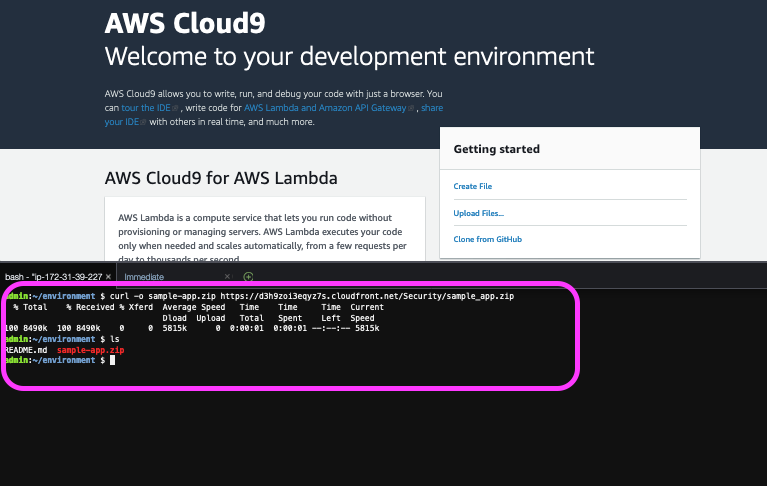 AWS Cloud9
Welcome to your development environment
AWS Cloud9 allows you to write, run, and debug your code with just a browser. You
can tour the IDE , write code for AWS Lambda and Amazon API Gateway , share
your IDE with others in real time, and much more.
Getting started
Create File
Upload Files...
Clone from GitHub
AWS Cloud9 for AWS Lambda
AWS Lambda is a compute service that lets you run code without
provisioning or managing servers. AWS Lambda executes your code
only when needed and scales automatically, from a few requests per
day to thousands per second.
bash - "ip-172-31-39-227 × Immediate ×
admin:~/environment $ curl -o sample-app.zip https://d3h9zoi3eqyz7s.cloudfront.net/Security/sample_app.zip
% Total % Received % Xferd Average Speed Time Time Time Current
Dload Upload Total Spent Left Speed
100 8490k 100 8490k 0 0 5815k 0 0:00:01 0:00:01 --:--:-- 5815k
admin:~/environment $ ls
README.md sample-app.zip
admin:~/environment $